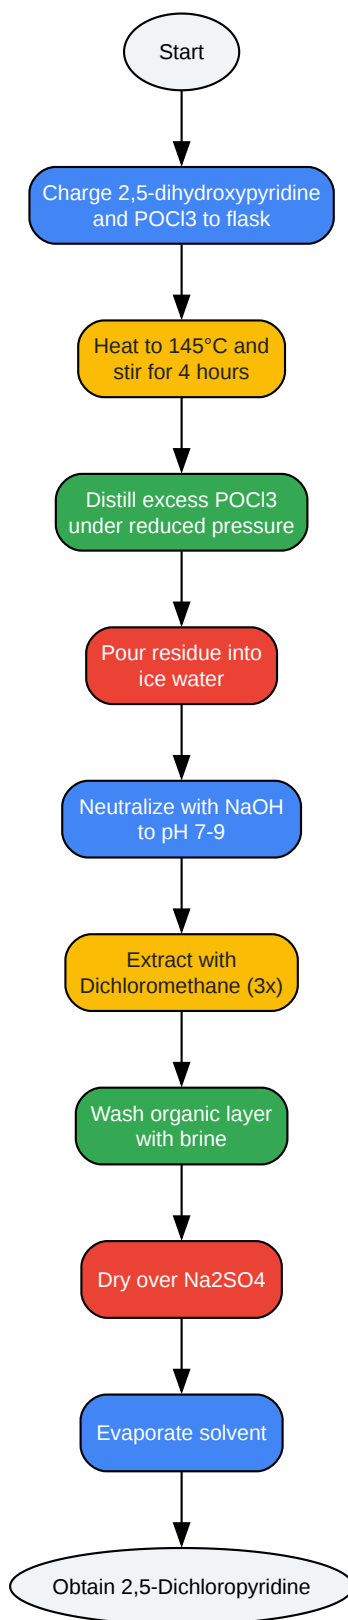 Start
Charge 2,5-dihydroxypyridine
and POCl3 to flask
Heat to 145°C and
stir for 4 hours
Distill excess POCl3
under reduced pressure
Pour residue into
ice water
Neutralize with NaOH
to pH 7-9
Extract with
Dichloromethane (3x)
Wash organic layer
with brine
Dry over Na2SO4
Evaporate solvent
Obtain 2,5-Dichloropyridine